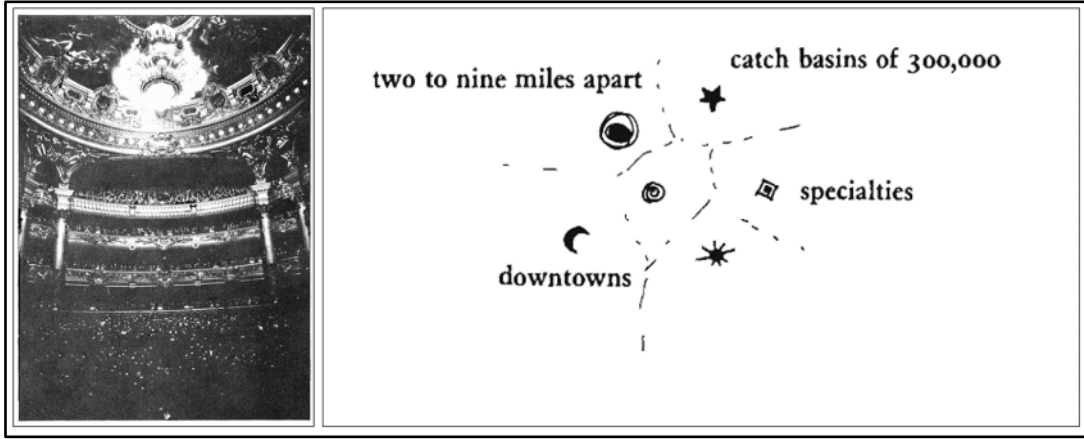 catch basins of 300,000
two to nine miles apart
specialties
downtowns